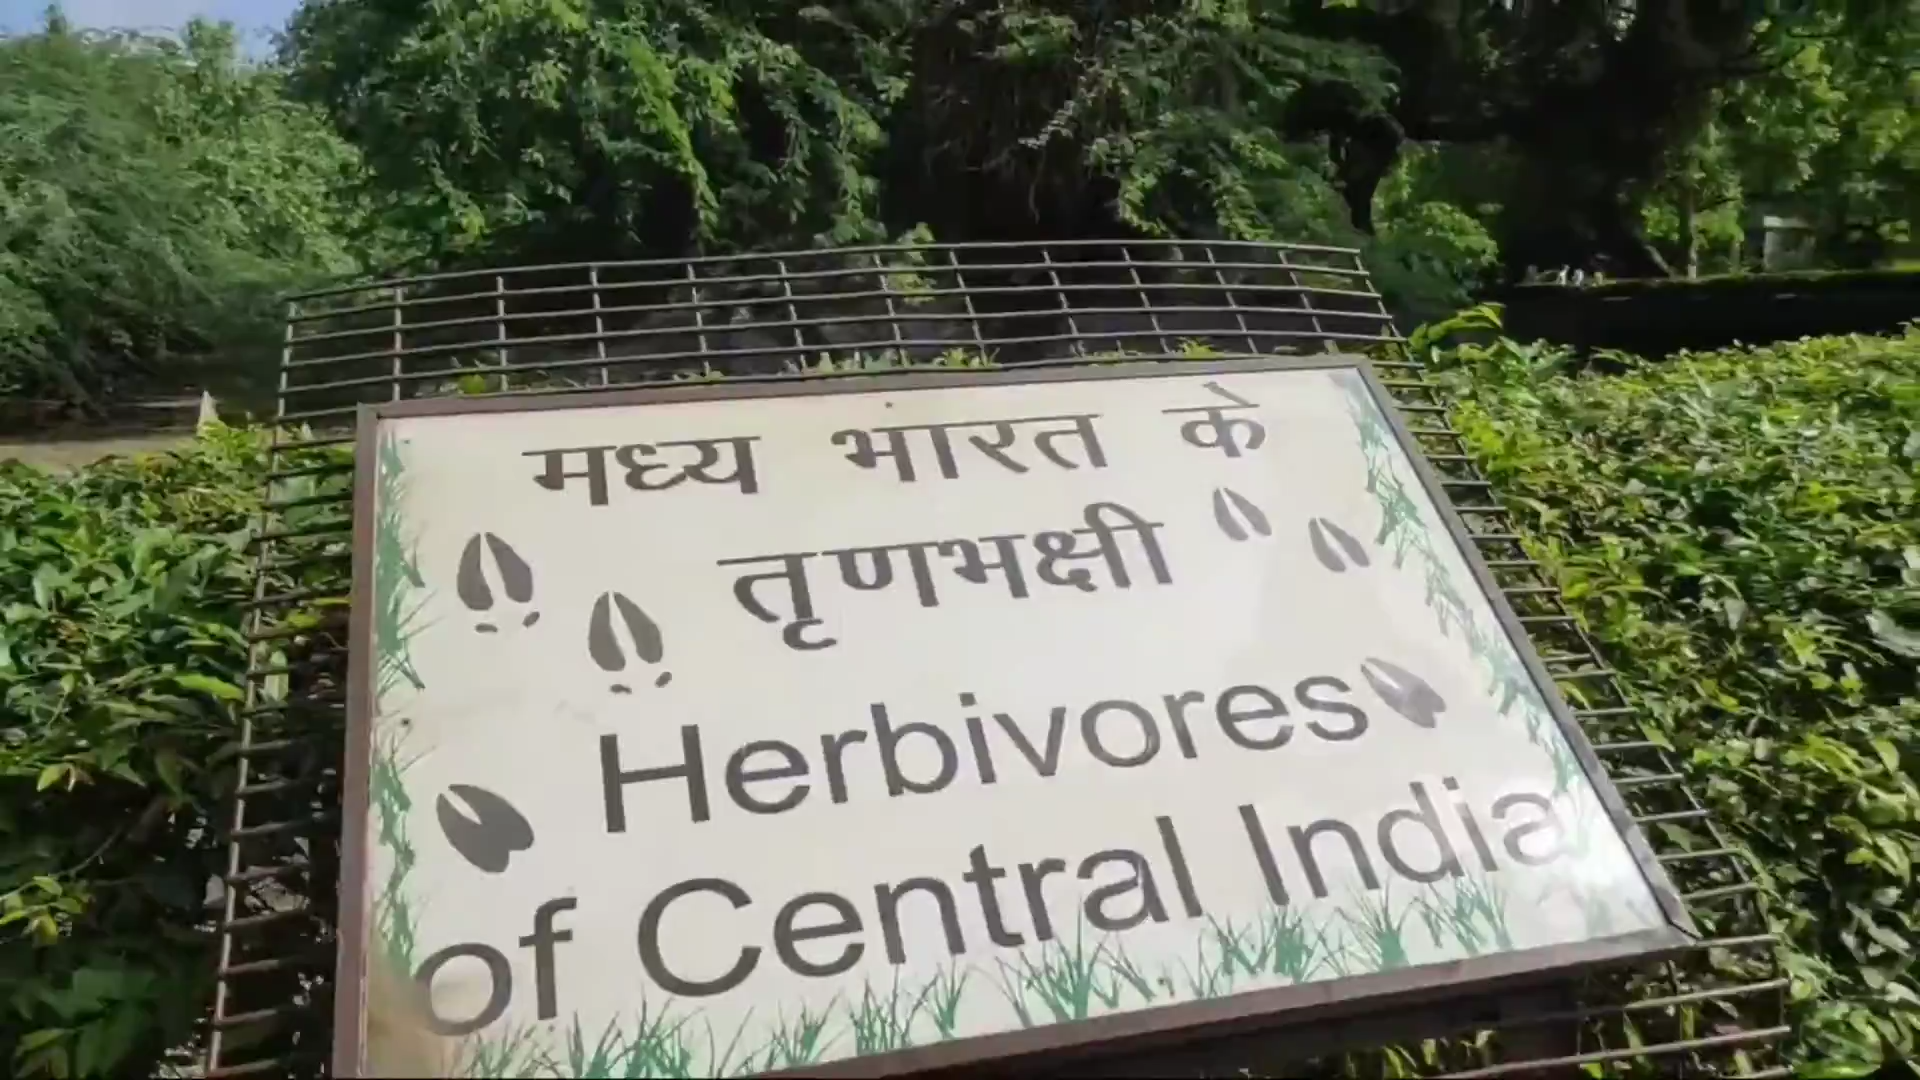 मध्य भारत के
तृणभक्षी
Herbivores
of Central India